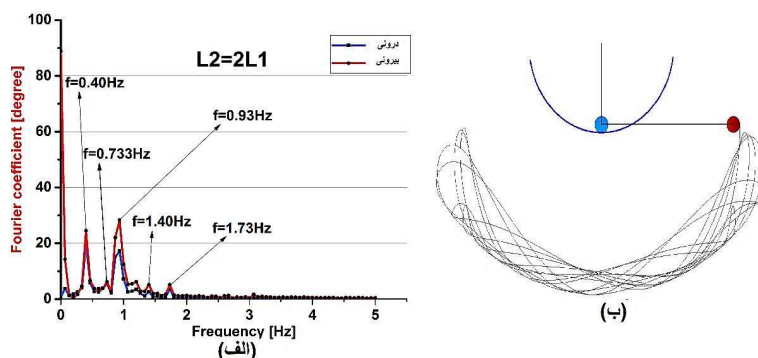 Fourier coefficient [degree]
100
80
60
40
20
0
L2=2L1
درونی
بیرونی
f=0.40Hz
f=0.93Hz
f=0.733Hz
f=1.40Hz
f=1.73Hz
0 1 2 3 4 5
Frequency [Hz]
(الف)
(ب)